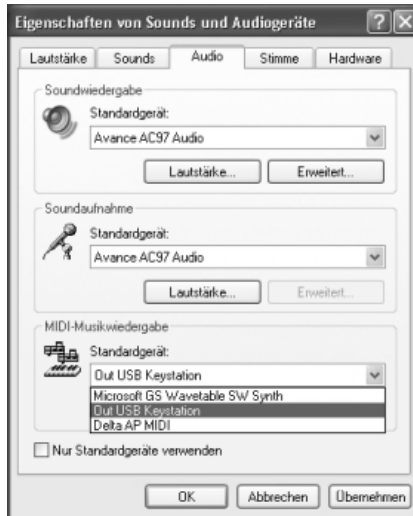 Eigenschaften von Sounds und Audiogeräte
Lautstärke Sounds Audio Stimme Hardware
Soundwiedergabe
Standardgerät:
Avance AC97 Audio
Lautstärke... Erweitert...
Soundaufnahme
Standardgerät:
Avance AC97 Audio
Lautstärke... Erweitert...
MIDI-Musikwiedergabe
Standardgerät:
Out USB Keystation
Microsoft GS Wavetable SW Synth
Out USB Keystation
Delta AP MIDI
Nur Standardgeräte verwenden
OK Abbrechen Übernehmen